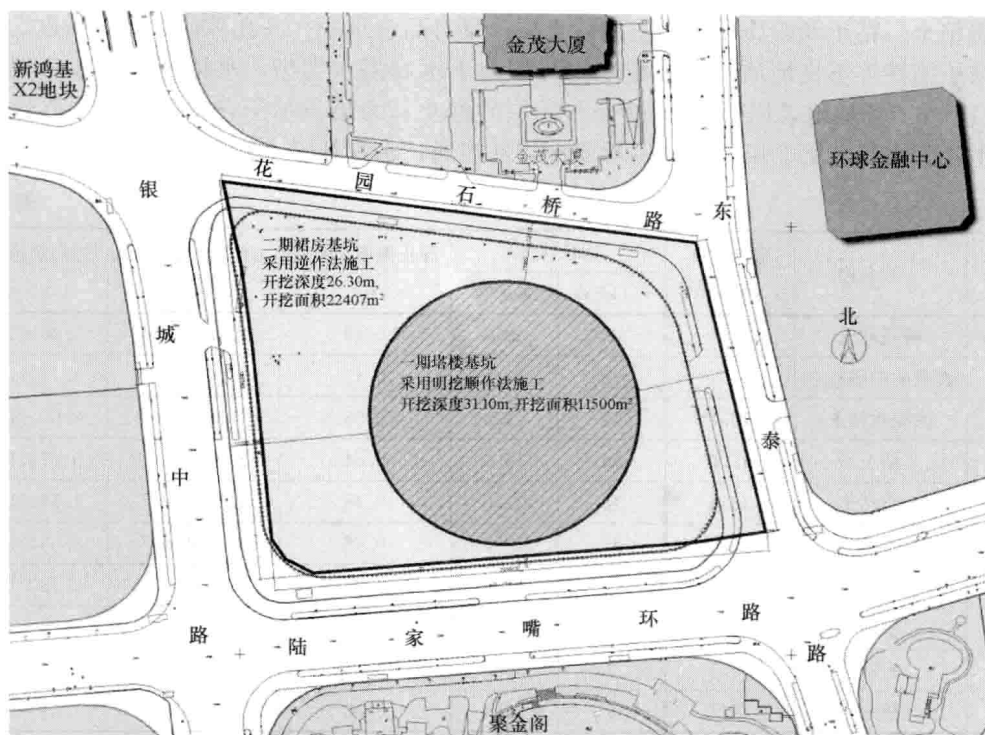 金茂大厦
新鸿基
X2地块
金茂大厦
环球金融中心
花园石桥路
银城中路
东泰路
二期裙房基坑
采用逆作法施工
开挖深度26.30m,
开挖面积22407m²
北
一期塔楼基坑
采用明挖顺作法施工
开挖深度31.10m,开挖面积11500m²
陆家嘴环路
聚金阁